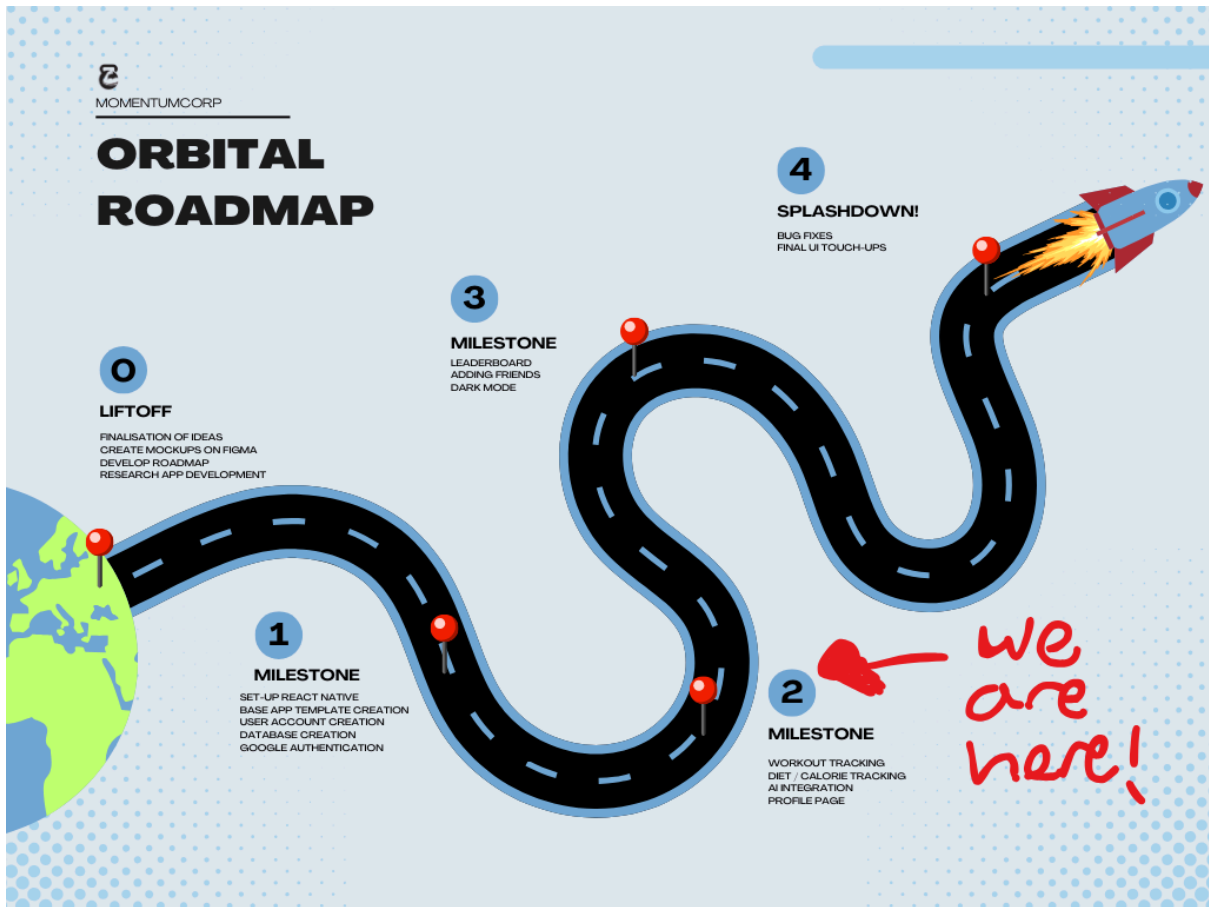 MOMENTUMCORP
ORBITAL
ROADMAP
4
SPLASHDOWN!
BUG FIXES
FINAL UI TOUCH-UPS
3
MILESTONE
LEADERBOARD
ADDING FRIENDS
DARK MODE
0
LIFTOFF
FINALISATION OF IDEAS
CREATE MOCKUPS ON FIGMA
DEVELOP ROADMAP
RESEARCH APP DEVELOPMENT
1
MILESTONE
SET-UP REACT NATIVE
BASE APP TEMPLATE CREATION
USER ACCOUNT CREATION
DATABASE CREATION
GOOGLE AUTHENTICATION
2
MILESTONE
WORKOUT TRACKING
DIET / CALORIE TRACKING
AI INTEGRATION
PROFILE PAGE
we
are
here!